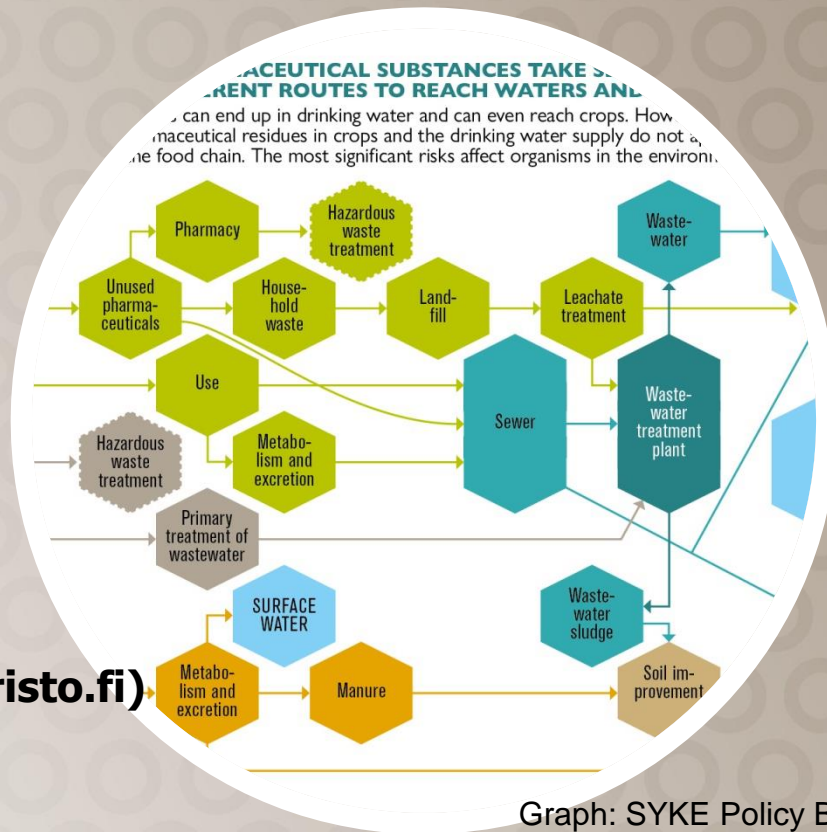 ACEUTICAL SUBSTANCES TAKE
RENT ROUTES TO REACH WATERS AND
can end up in drinking water and can even reach crops. How
maceutical residues in crops and the drinking water supply do not
he food chain. The most significant risks affect organisms in the environ
Pharmacy
Hazardous
waste
treatment
Waste-
water
Unused
pharma-
ceuticals
House-
hold
waste
Land-
fill
Leachate
treatment
Use
Sewer
Waste-
water
treatment
plant
Hazardous
waste
treatment
Metabo-
lism and
excretion
Primary
treatment of
wastewater
SURFACE
WATER
Waste-
water
sludge
risto.fi)
Metabo-
lism and
excretion
Manure
Soil im-
provement
Graph: SYKE Policy B